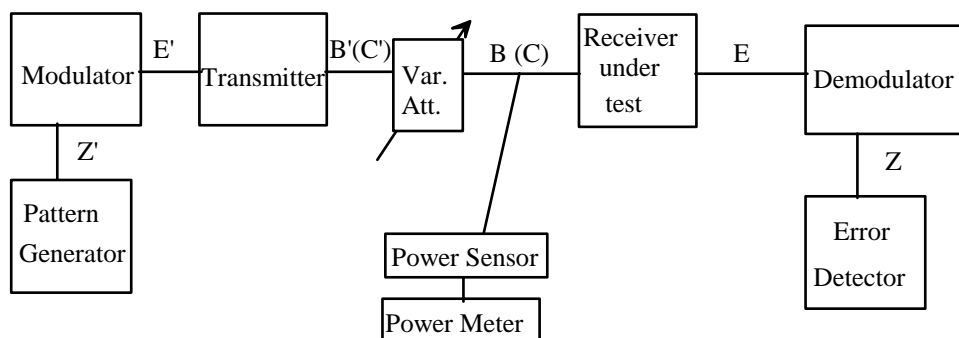 Modulator
E'
Transmitter
B'(C')
Var.
Att.
B (C)
Receiver
under
test
E
Demodulator
Z'
Z
Pattern
Generator
Power Sensor
Power Meter
Error
Detector